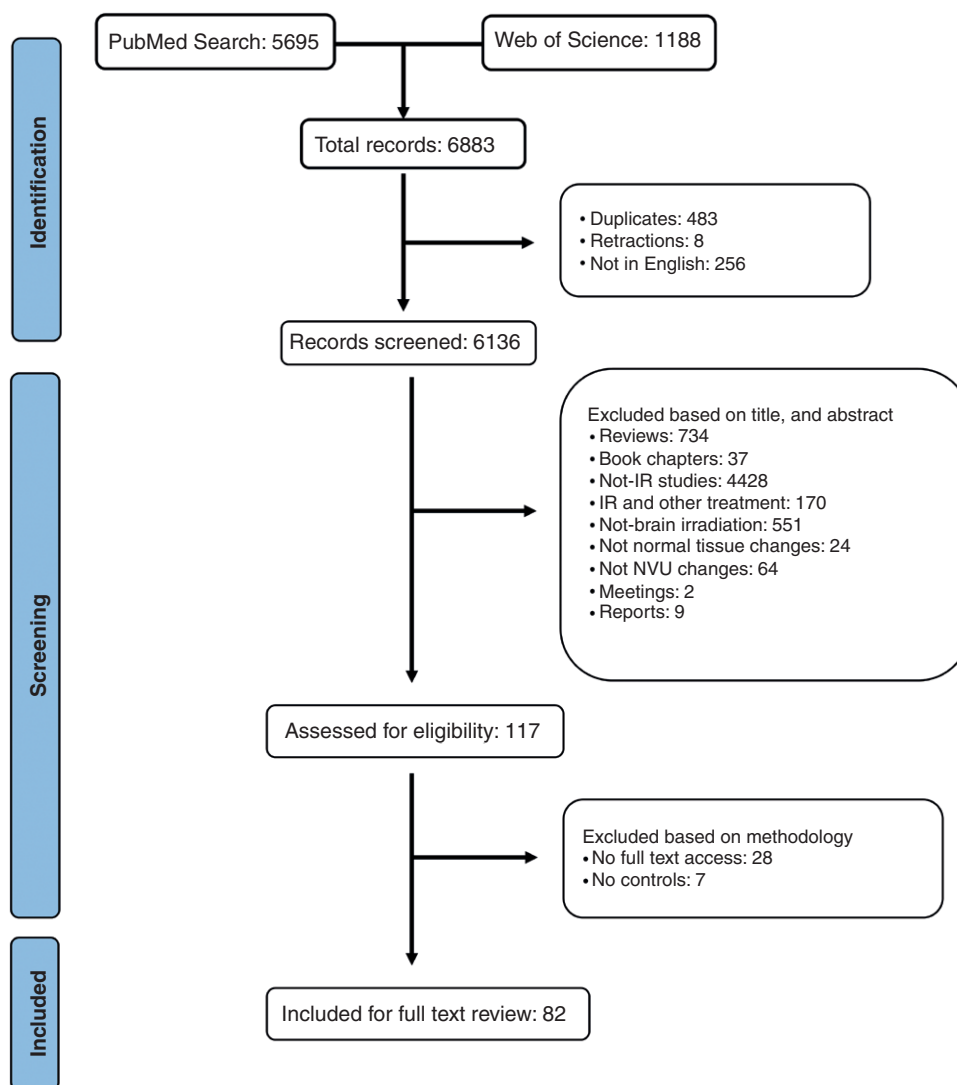 PubMed Search: 5695
Web of Science: 1188
Identification
Total records: 6883
• Duplicates: 483
• Retractions: 8
• Not in English: 256
Records screened: 6136
Screening
Excluded based on title, and abstract
• Reviews: 734
• Book chapters: 37
• Not-IR studies: 4428
• IR and other treatment: 170
• Not-brain irradiation: 551
• Not normal tissue changes: 24
• Not NVU changes: 64
• Meetings: 2
• Reports: 9
Assessed for eligibility: 117
Excluded based on methodology
• No full text access: 28
• No controls: 7
Included
Included for full text review: 82